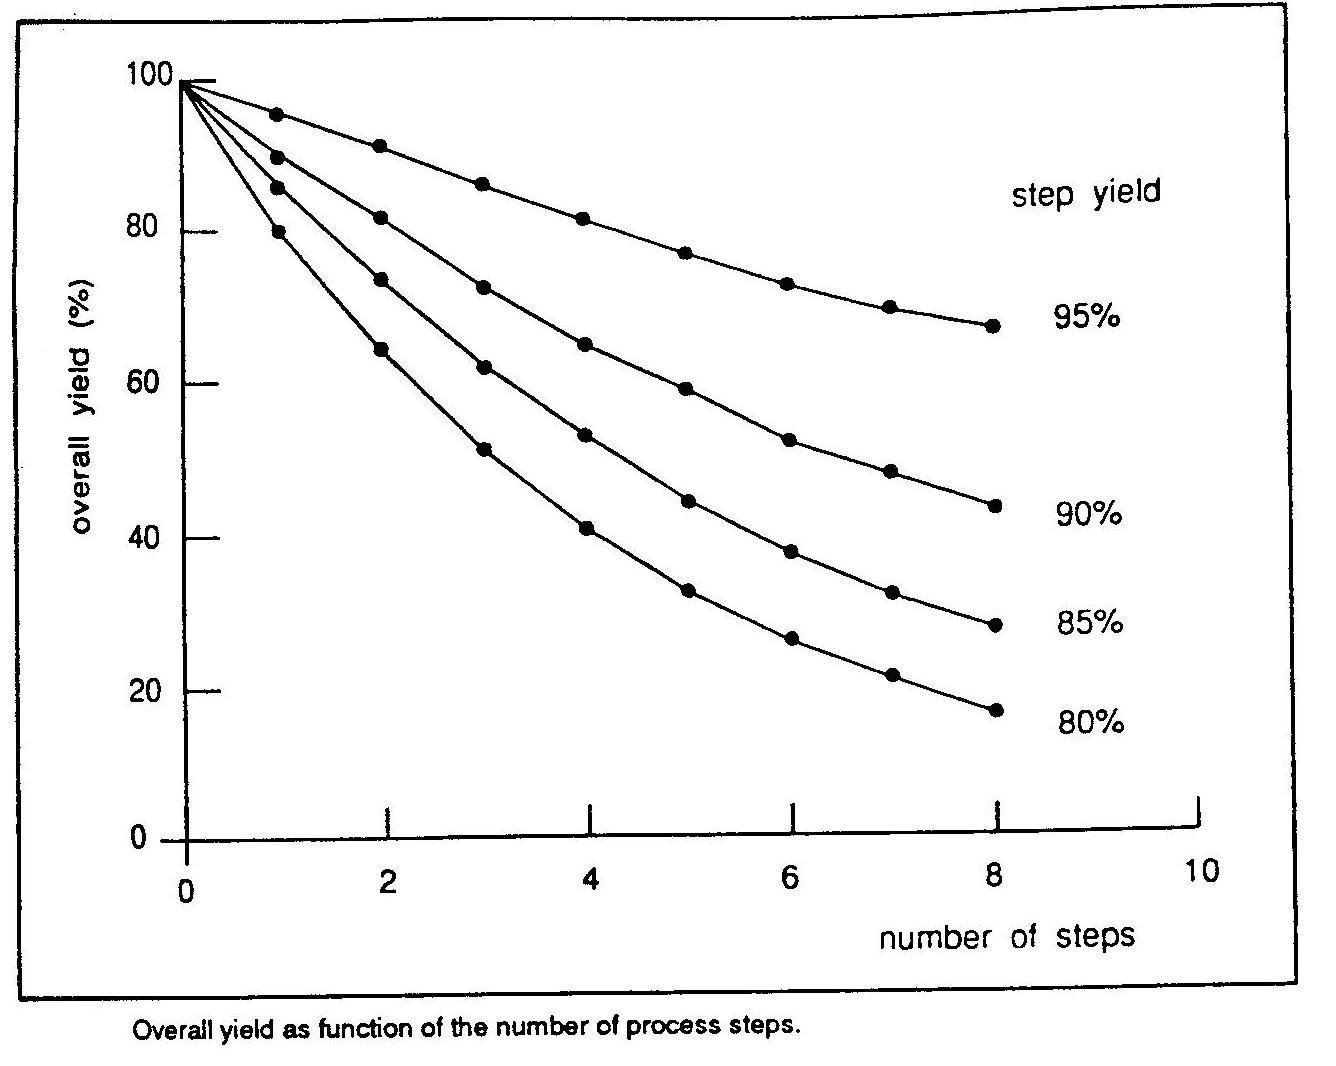 100
80
60
40
20
0
overall yield (%)
step yield
95%
90%
85%
80%
0 2 4 6 8 10
number of steps
Overall yield as function of the number of process steps.